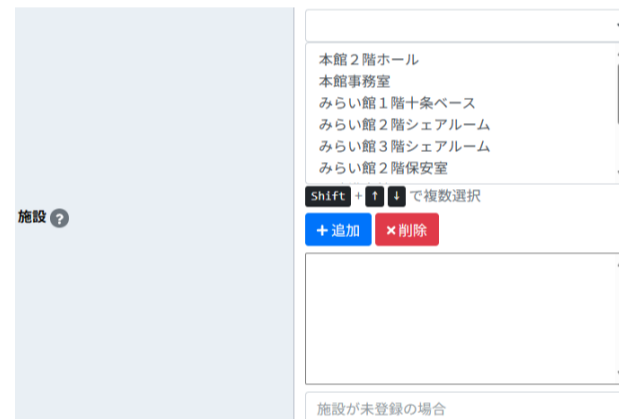 本館２階ホール
本館事務室
みらい館１階十条ベース
みらい館２階シェアルーム
みらい館３階シェアルーム
みらい館２階保安室
Shift + ↑ ↓ で複数選択
施設 ?
+ 追加 ×削除
施設が未登録の場合